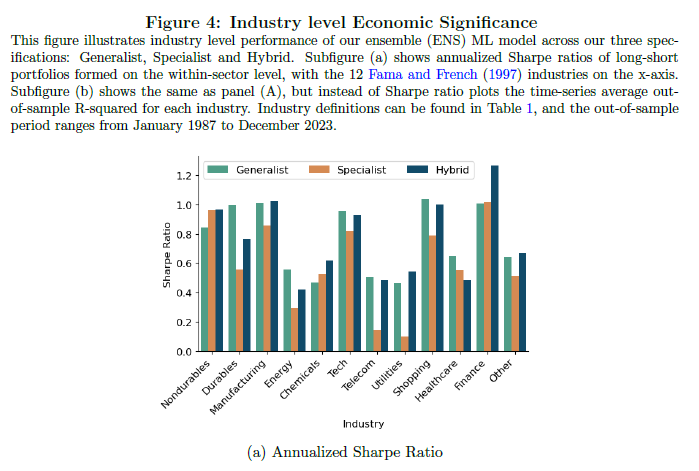 Figure 4: Industry level Economic Significance
This figure illustrates industry level performance of our ensemble (ENS) ML model across our three spec-
ifications: Generalist, Specialist and Hybrid. Subfigure (a) shows annualized Sharpe ratios of long-short
portfolios formed on the within-sector level, with the 12 Fama and French (1997) industries on the x-axis.
Subfigure (b) shows the same as panel (A), but instead of Sharpe ratio plots the time-series average out-
of-sample R-squared for each industry. Industry definitions can be found in Table 1, and the out-of-sample
period ranges from January 1987 to December 2023.
Generalist Specialist Hybrid
1.2
1.0
0.8
0.6
0.4
0.2
0.0
Sharpe Ratio
Nondurables
Durables
Manufacturing
Energy
Chemicals
Tech
Telecom
Utilities
Shopping
Healthcare
Finance
Other
Industry
(a) Annualized Sharpe Ratio